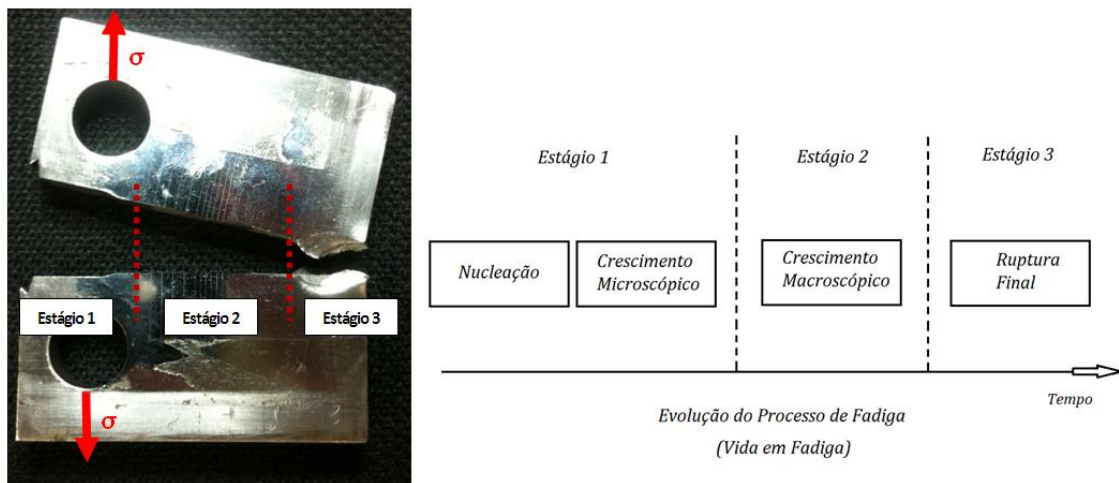 σ
Estágio 1
Estágio 2
Estágio 3
σ
Estágio 1
Estágio 2
Estágio 3
Nucleação
Crescimento
Microscópico
Crescimento
Macroscópico
Ruptura
Final
Tempo
Evolução do Processo de Fadiga
(Vida em Fadiga)